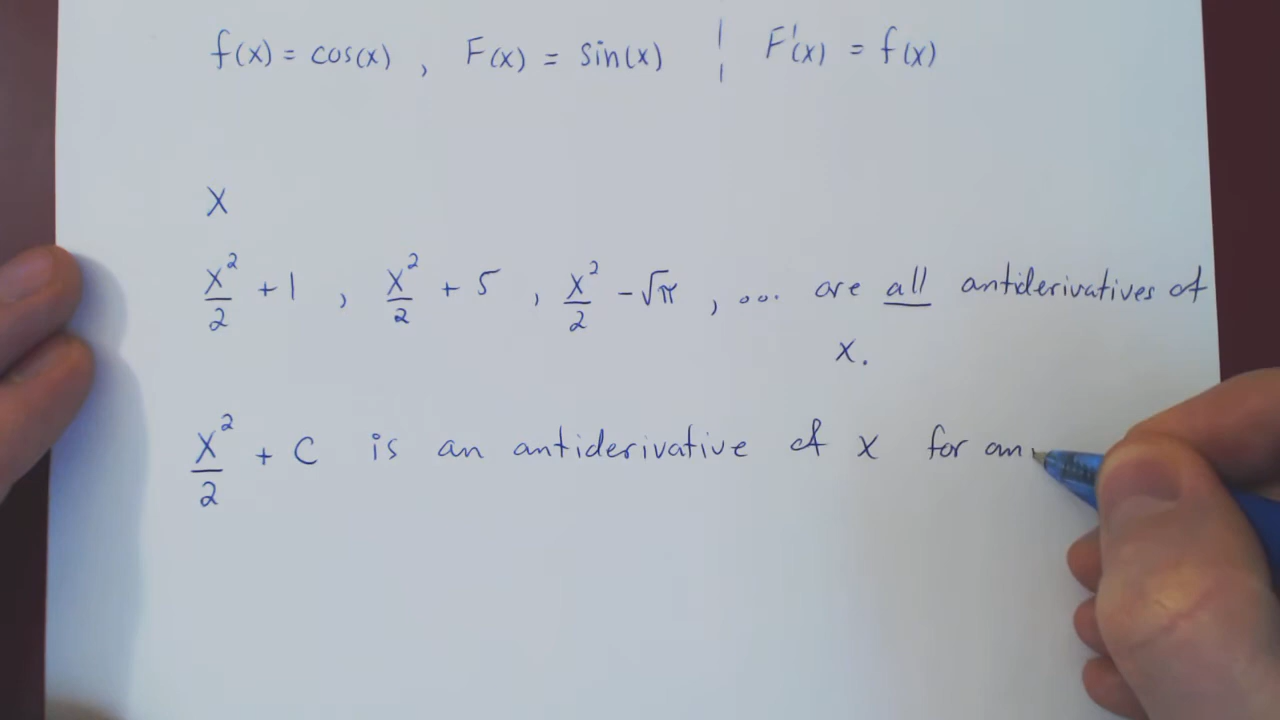 f(x) = cos(x) , F(x) = sin(x) | F'(x) = f(x)
x
x²/2 + 1 , x²/2 + 5 , x²/2 - √π , ... are all antiderivatives of
x.
x²/2 + C is an antiderivative of x for an